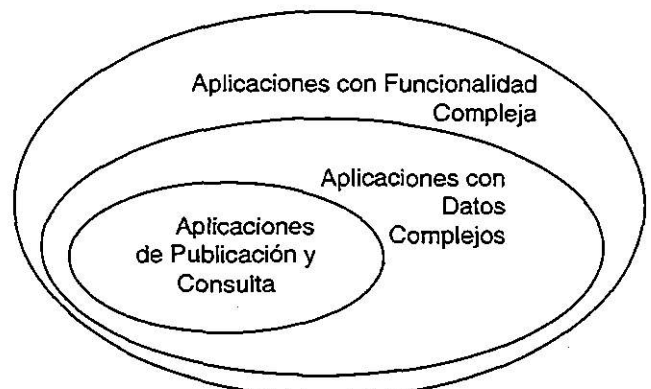 Aplicaciones con Funcionalidad
Compleja
Aplicaciones con
Datos
Complejos
Aplicaciones
de Publicación y
Consulta